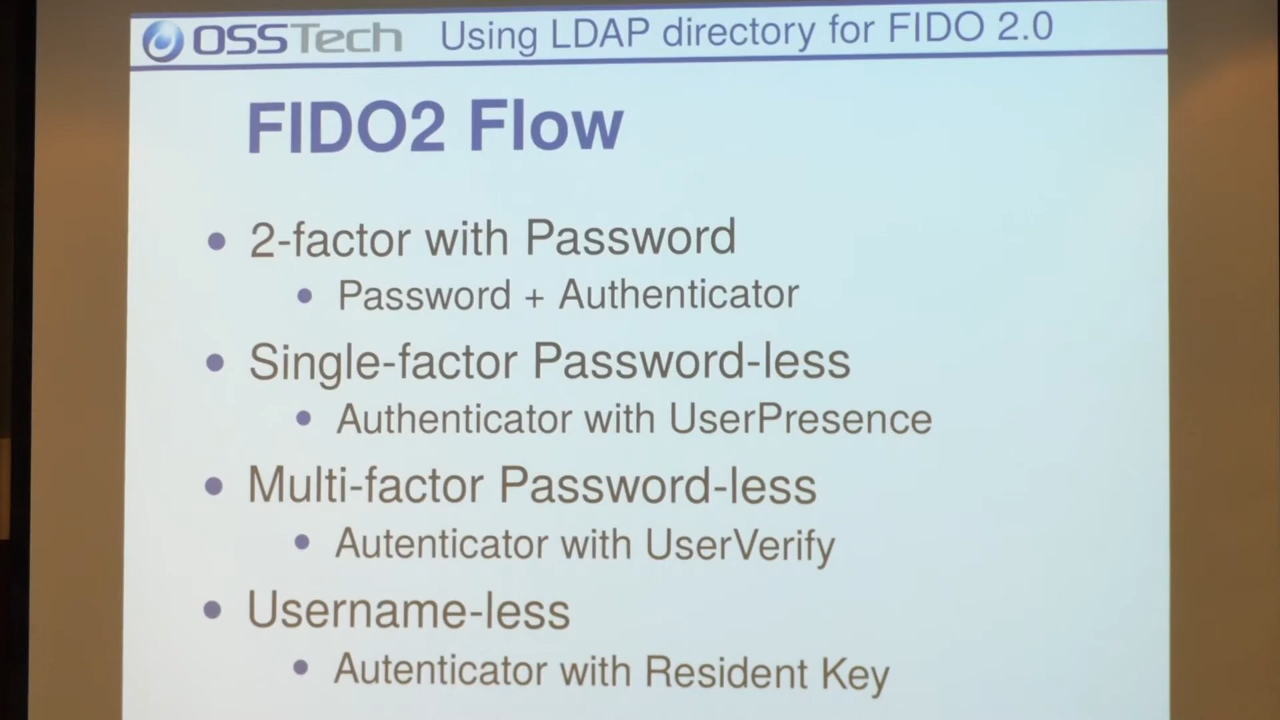 OSSTech Using LDAP directory for FIDO 2.0
FIDO2 Flow
• 2-factor with Password
• Password + Authenticator
• Single-factor Password-less
• Authenticator with UserPresence
• Multi-factor Password-less
• Autenticator with UserVerify
• Username-less
• Autenticator with Resident Key